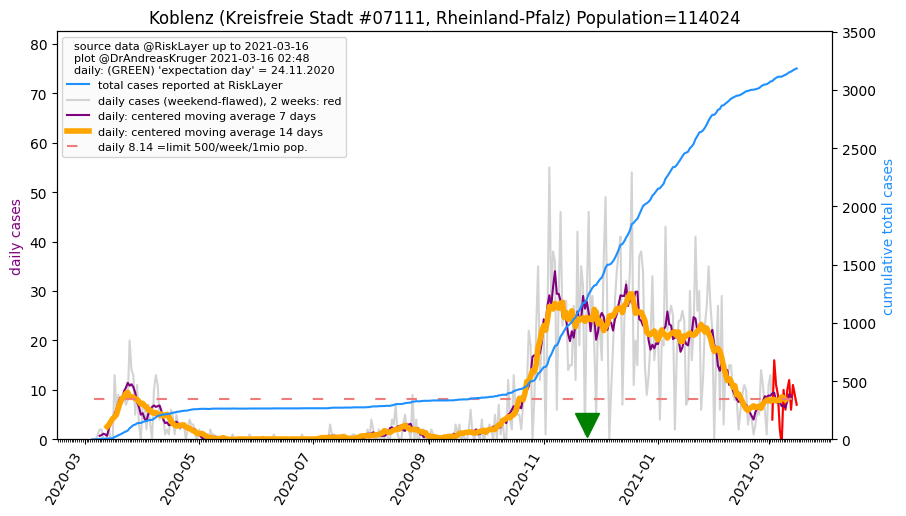 Koblenz (Kreisfreie Stadt #07111, Rheinland-Pfalz) Population=114024
source data @RiskLayer up to 2021-03-16
plot @DrAndreasKruger 2021-03-16 02:48
daily: (GREEN) 'expectation day' = 24.11.2020
total cases reported at RiskLayer
daily cases (weekend-flawed), 2 weeks: red
daily: centered moving average 7 days
daily: centered moving average 14 days
daily 8.14 =limit 500/week/1mio pop.
daily cases
80
70
60
50
40
30
20
10
0
cumulative total cases
3500
3000
2500
2000
1500
1000
500
0
2020-03
2020-05
2020-07
2020-09
2020-11
2021-01
2021-03